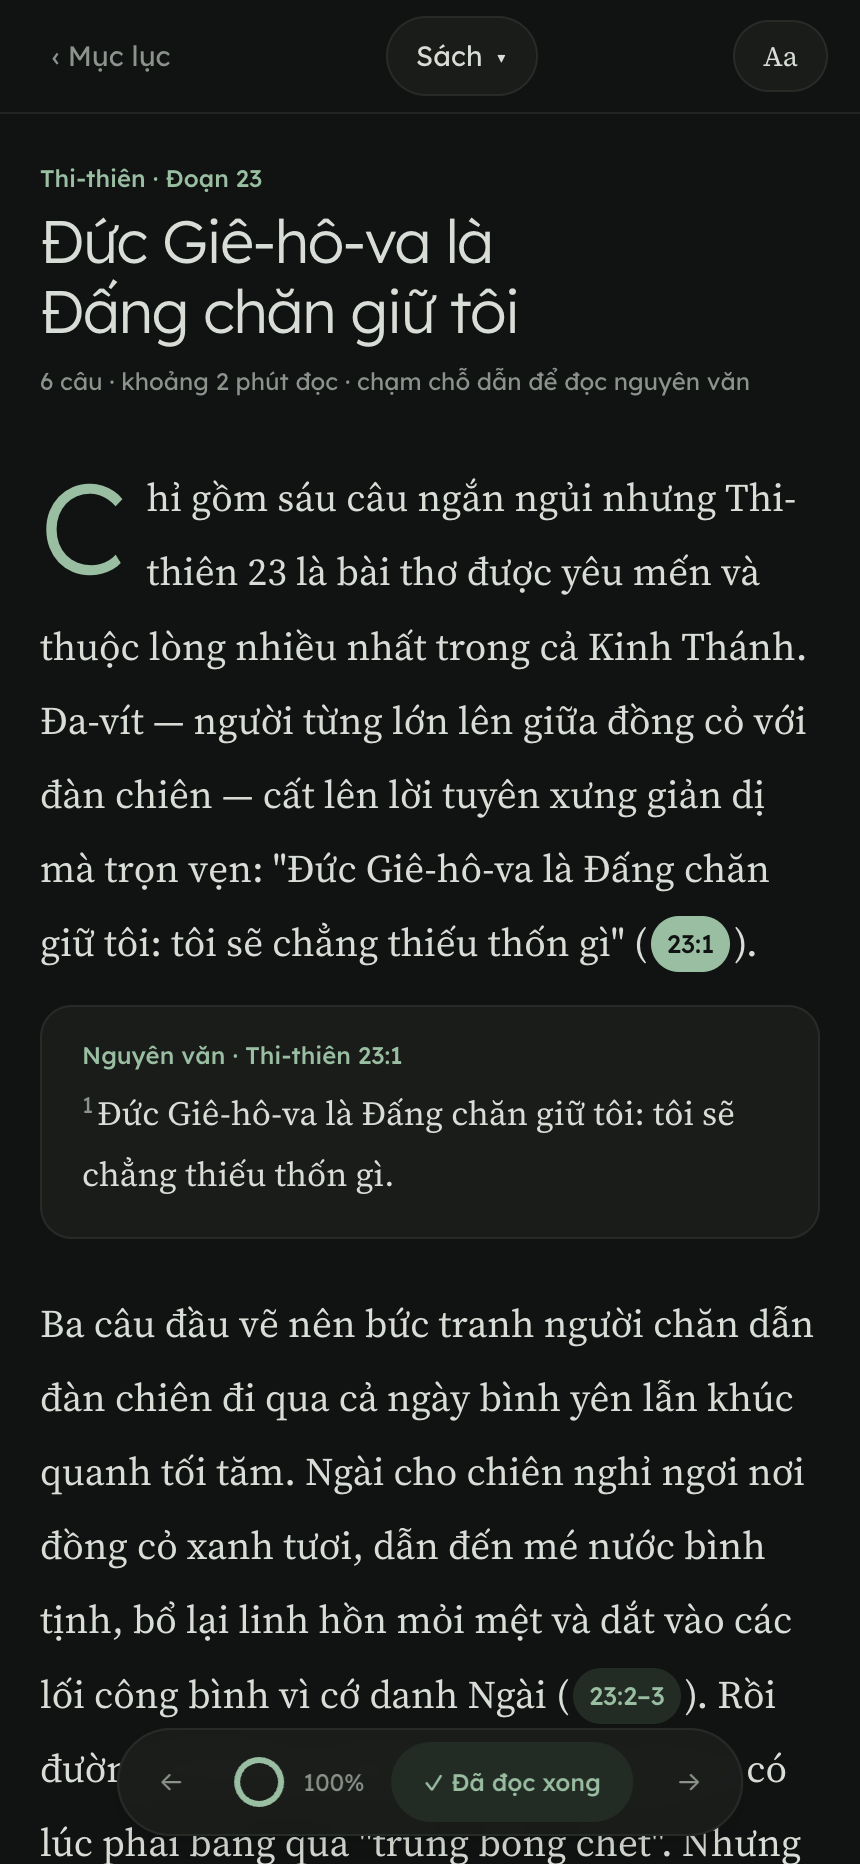 ‹ Mục lục
Sách ▾
Aa
Thi-thiên · Đoạn 23
Đức Giê-hô-va là
Đấng chăn giữ tôi
6 câu · khoảng 2 phút đọc · chạm chỗ dẫn để đọc nguyên văn
Chỉ gồm sáu câu ngắn ngủi nhưng Thi-
thiên 23 là bài thơ được yêu mến và
thuộc lòng nhiều nhất trong cả Kinh Thánh.
Đa-vít — người từng lớn lên giữa đồng cỏ với
đàn chiên — cất lên lời tuyên xưng giản dị
mà trọn vẹn: "Đức Giê-hô-va là Đấng chăn
giữ tôi: tôi sẽ chẳng thiếu thốn gì" ( 23:1 ).
Nguyên văn · Thi-thiên 23:1
1 Đức Giê-hô-va là Đấng chăn giữ tôi: tôi sẽ
chẳng thiếu thốn gì.
Ba câu đầu vẽ nên bức tranh người chăn dẫn
đàn chiên đi qua cả ngày bình yên lẫn khúc
quanh tối tăm. Ngài cho chiên nghỉ ngơi nơi
đồng cỏ xanh tươi, dẫn đến mé nước bình
tịnh, bổ lại linh hồn mỏi mệt và dắt vào các
lối công bình vì cớ danh Ngài ( 23:2–3 ). Rồi
có
← 100% ✓ Đã đọc xong →
lúc phải băng qua "trũng bóng chết". Nhưng